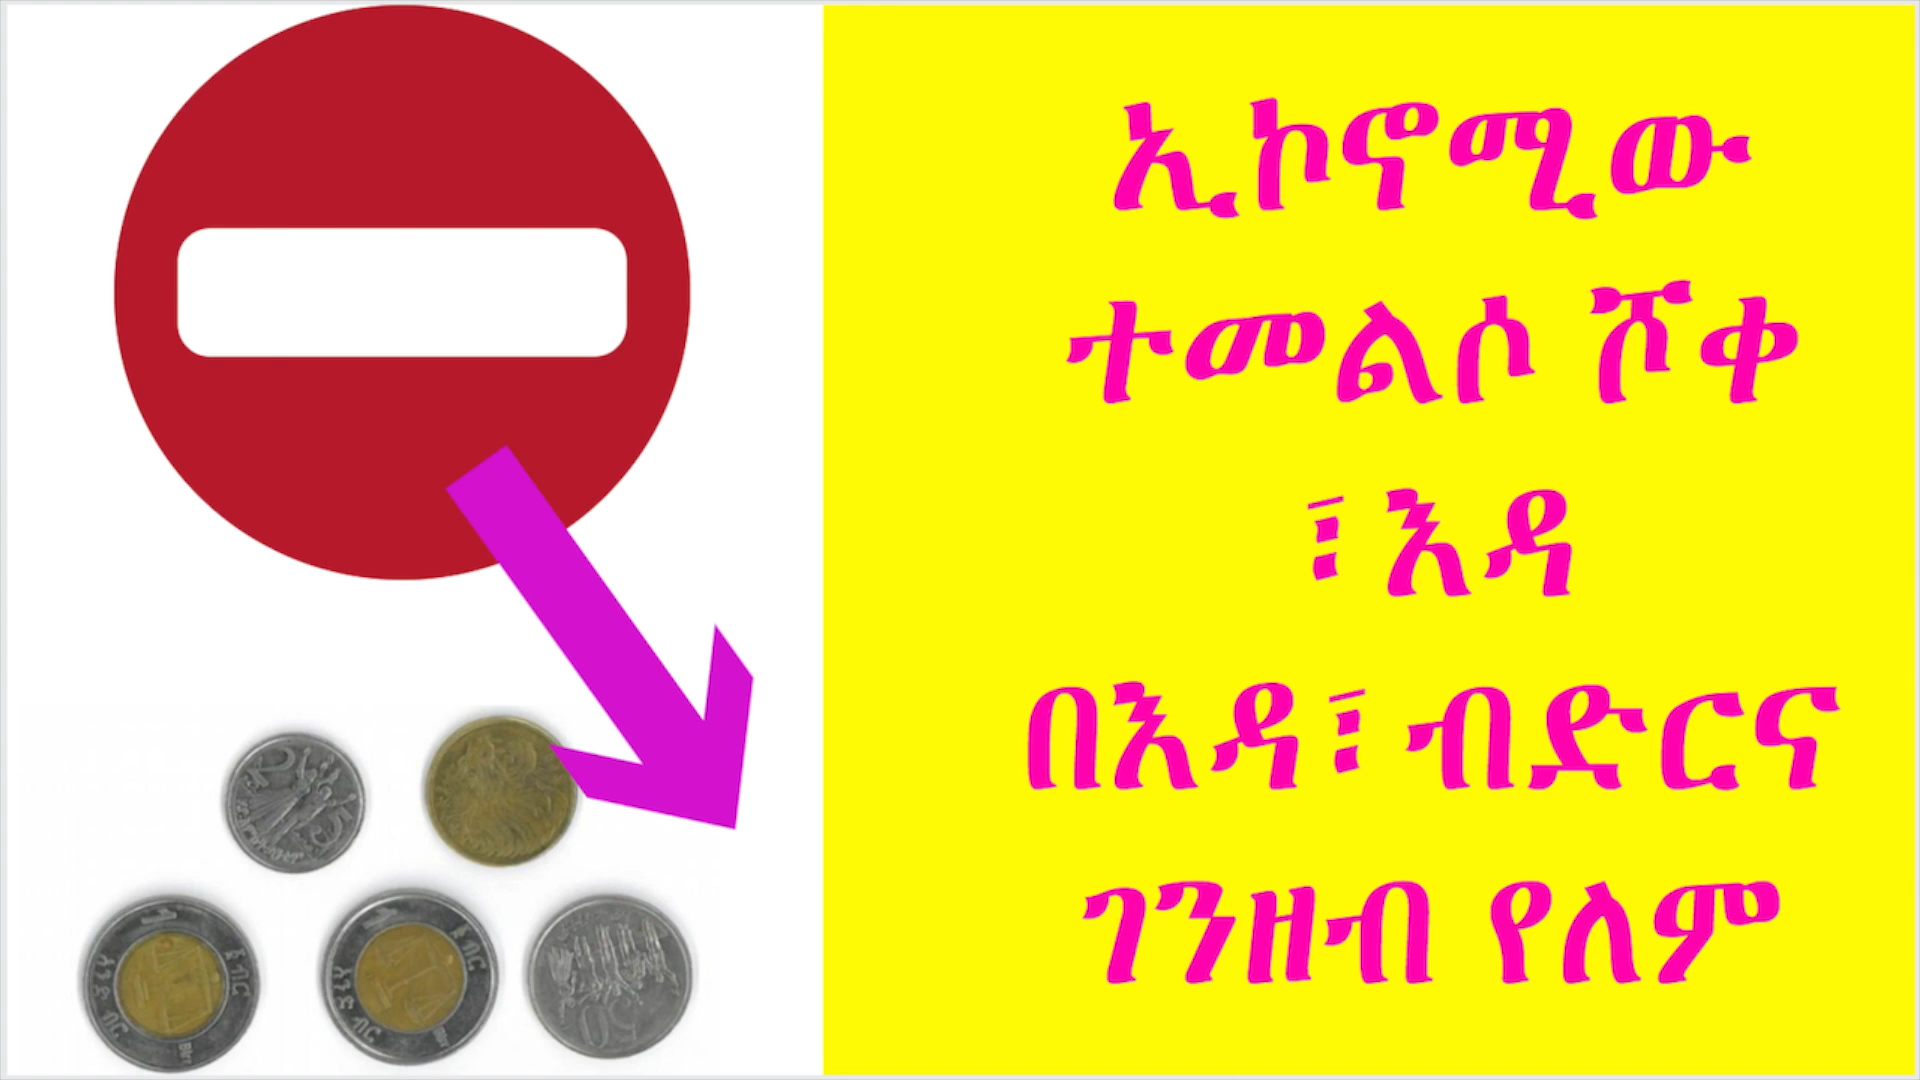 ኢኮኖሚው
ተመልሶ ሾቀ
፣እዳ
በእዳ፣ብድርና
ገንዘብ የለም